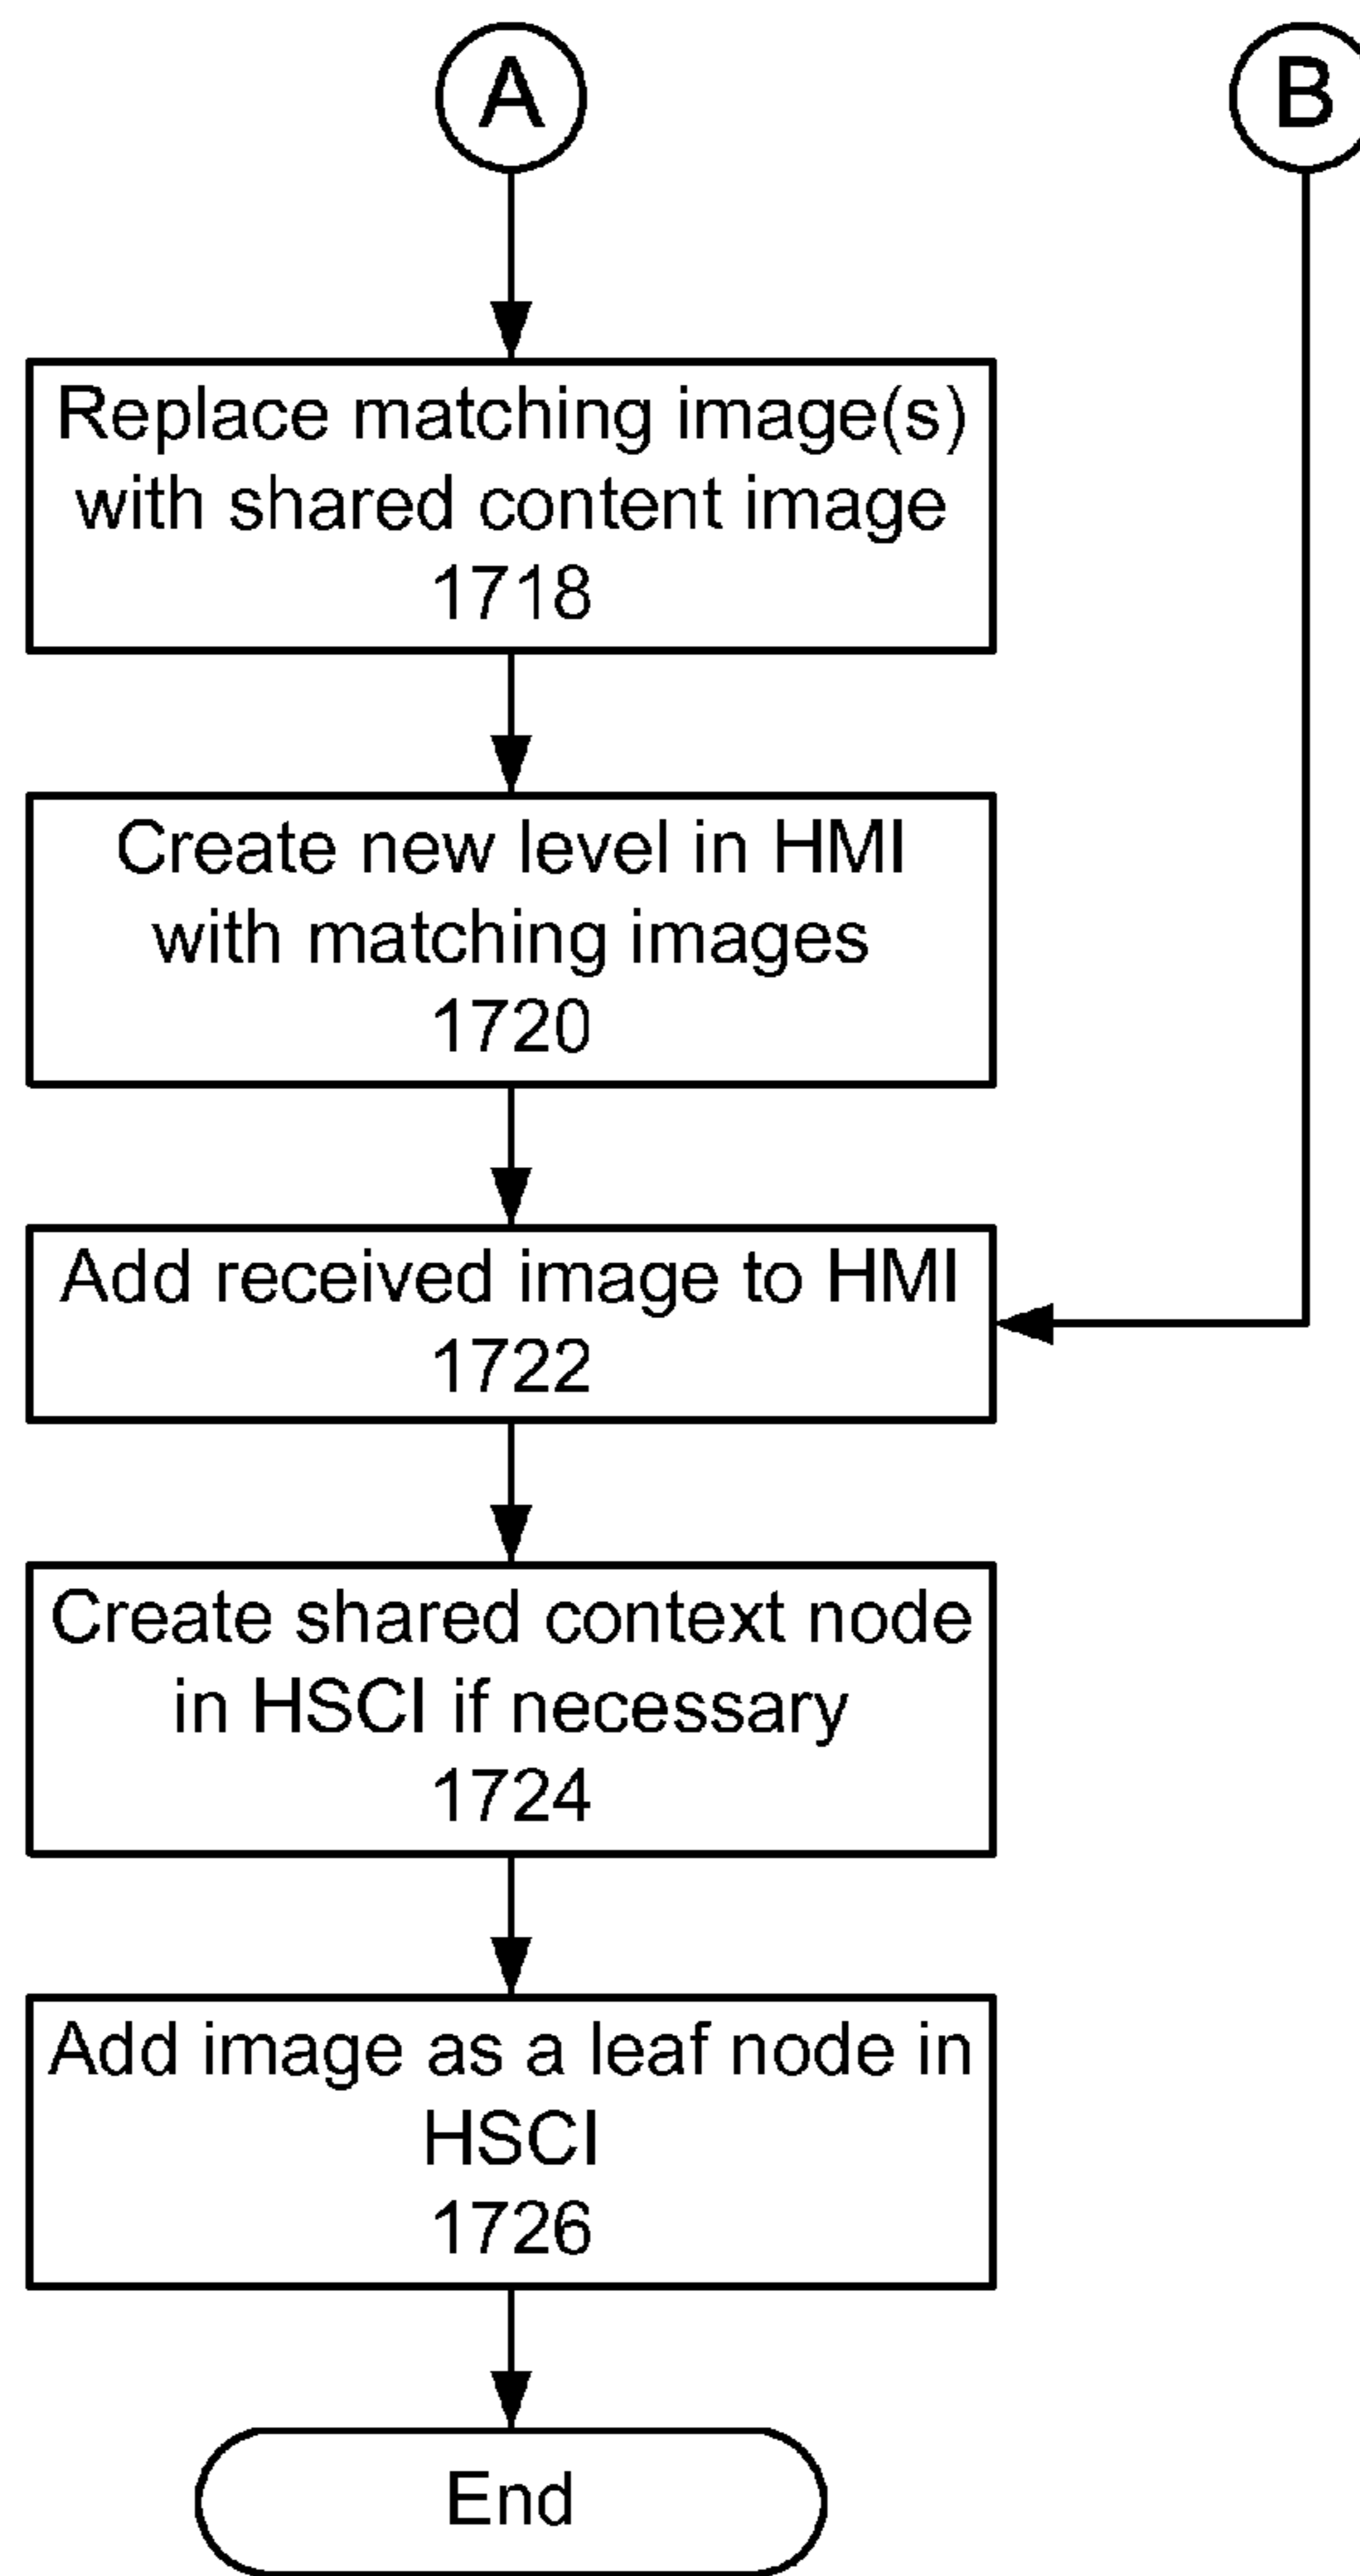 A
B
Replace matching image(s)
with shared content image
1718
Create new level in HMI
with matching images
1720
Add received image to HMI
1722
Create shared context node
in HSCI if necessary
1724
Add image as a leaf node in
HSCI
1726
End